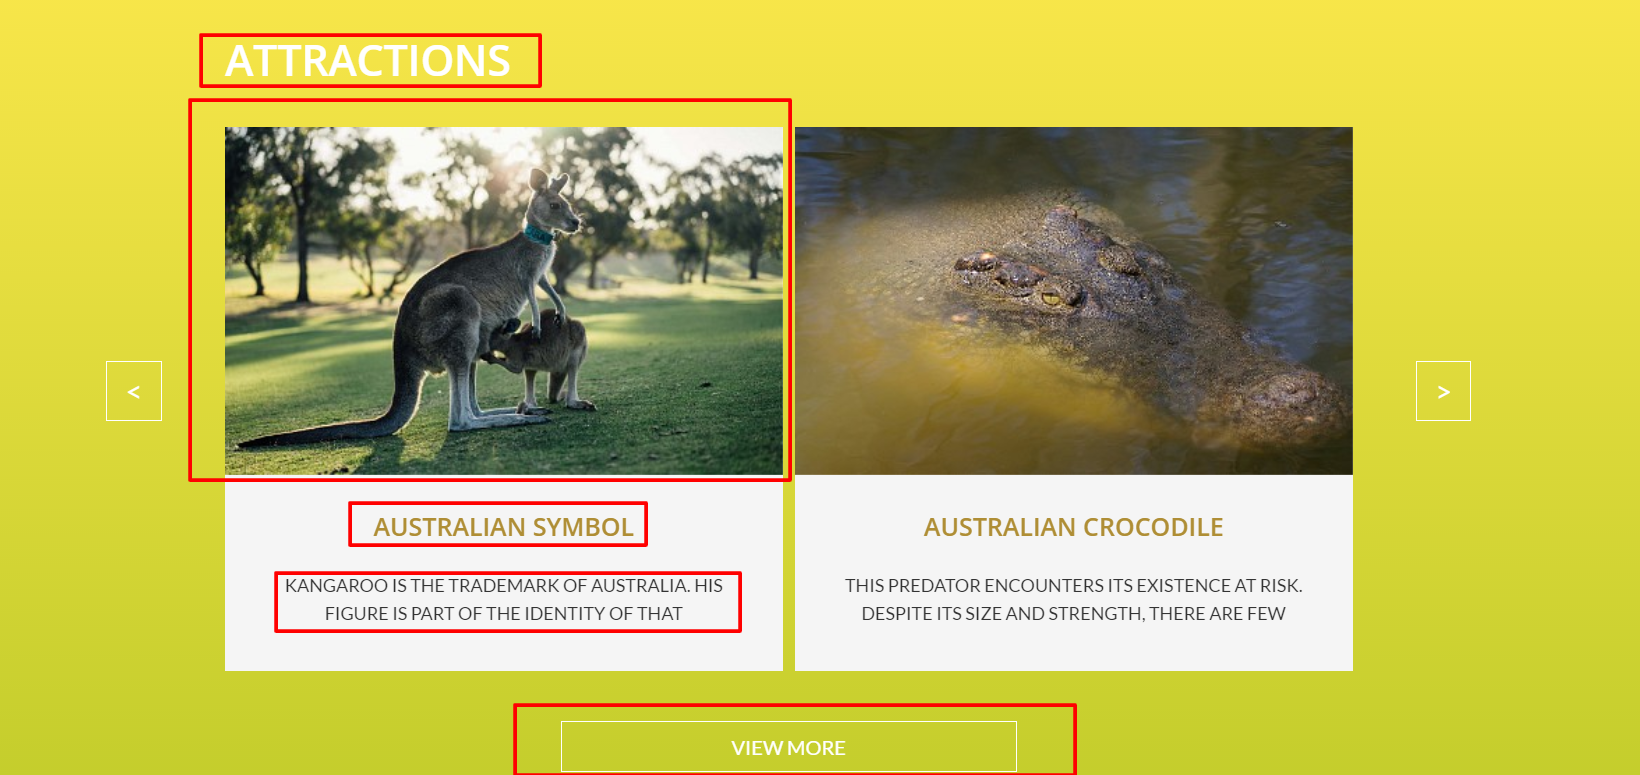 ATTRACTIONS
<
>
AUSTRALIAN SYMBOL
KANGAROO IS THE TRADEMARK OF AUSTRALIA. HIS
FIGURE IS PART OF THE IDENTITY OF THAT
AUSTRALIAN CROCODILE
THIS PREDATOR ENCOUNTERS ITS EXISTENCE AT RISK.
DESPITE ITS SIZE AND STRENGTH, THERE ARE FEW
VIEW MORE